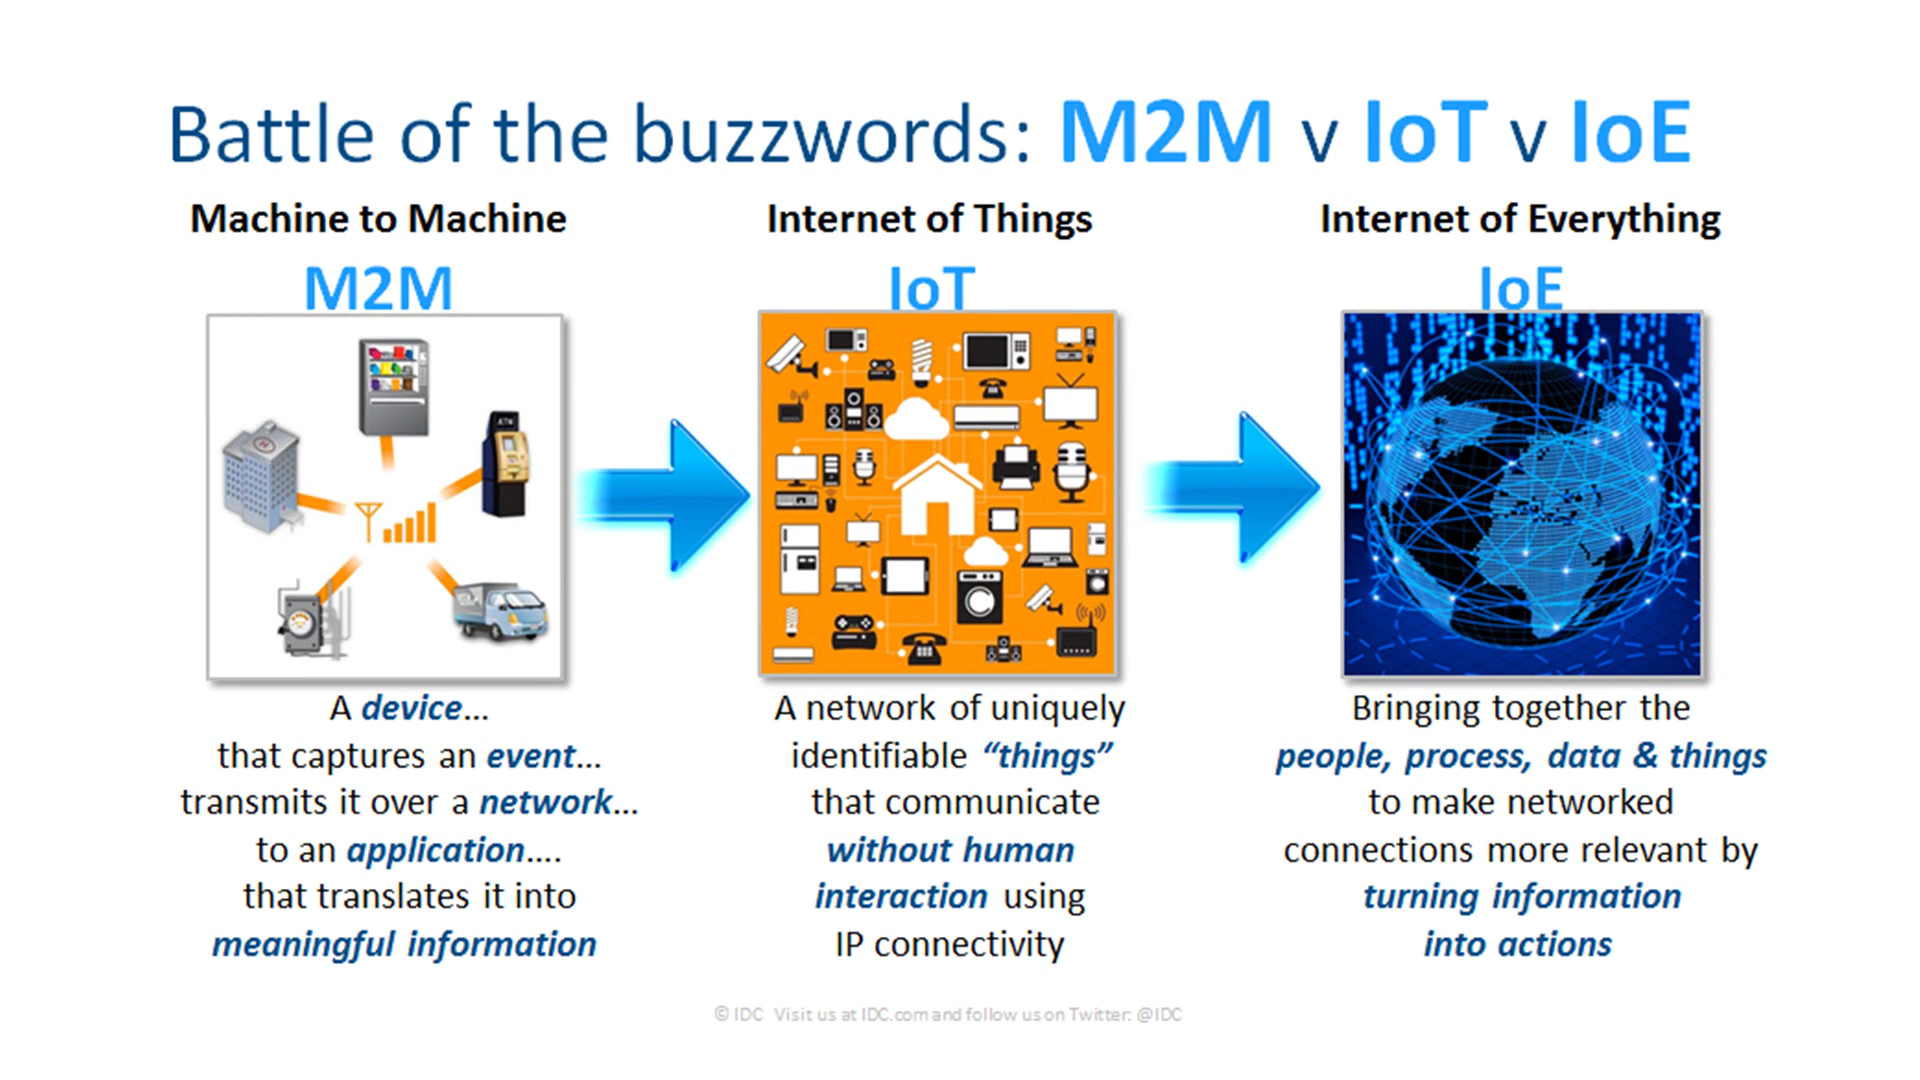 Battle of the buzzwords: M2M v IoT v IoE
Machine to Machine
M2M
ATM
H
A device...
that captures an event...
transmits it over a network...
to an application....
that translates it into
meaningful information
Internet of Things
IoT
A network of uniquely
identifiable “things”
that communicate
without human
interaction using
IP connectivity
Internet of Everything
IoE
Bringing together the
people, process, data & things
to make networked
connections more relevant by
turning information
into actions
© IDC Visit us at IDC.com and follow us on Twitter: @IDC